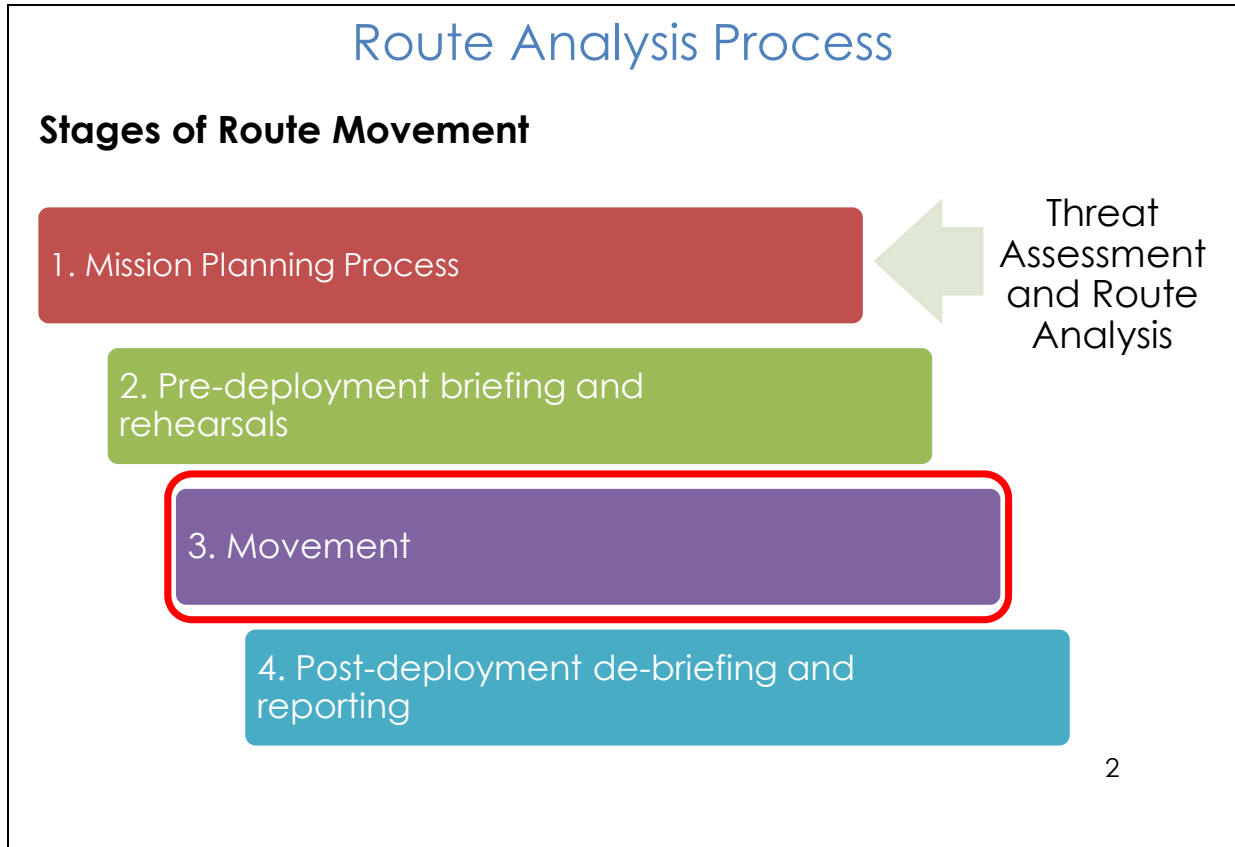 Route Analysis Process
Stages of Route Movement
1. Mission Planning Process
Threat
Assessment
and Route
Analysis
2. Pre-deployment briefing and
rehearsals
3. Movement
4. Post-deployment de-briefing and
reporting
2